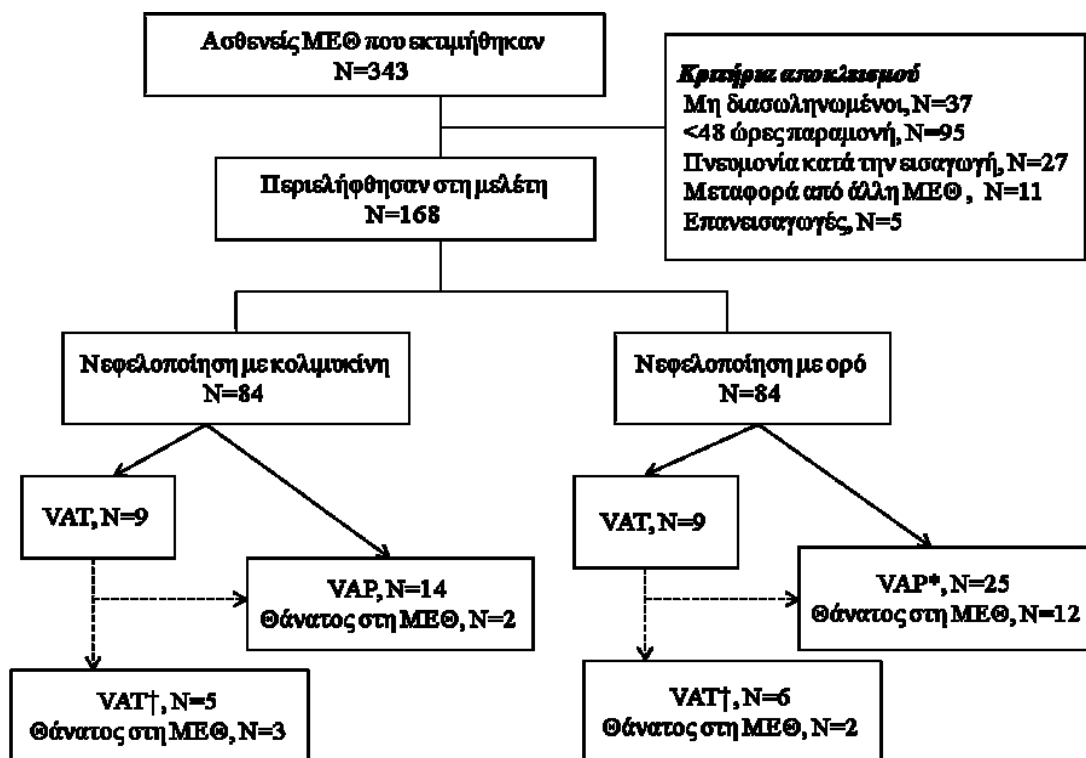 Ασθενείς ΜΕΘ που εκτιμήθηκαν
N=343
Κριτήρια αποκλεισμού
Μη διασωληνωμένοι, N=37
<48 ώρες παραμονή, N=95
Πνευμονία κατά την εισαγωγή, N=27
Μεταφορά από άλλη ΜΕΘ , N=11
Επανεισαγωγές, N=5
Περιελήφθησαν στη μελέτη
N=168
Νεφελοποίηση με κολιμυκίνη
N=84
Νεφελοποίηση με ορό
N=84
VAT, N=9
VAP, N=14
Θάνατος στη ΜΕΘ, N=2
VAT†, N=5
Θάνατος στη ΜΕΘ, N=3
VAT, N=9
VAP*, N=25
Θάνατος στη ΜΕΘ, N=12
VAT†, N=6
Θάνατος στη ΜΕΘ, N=2